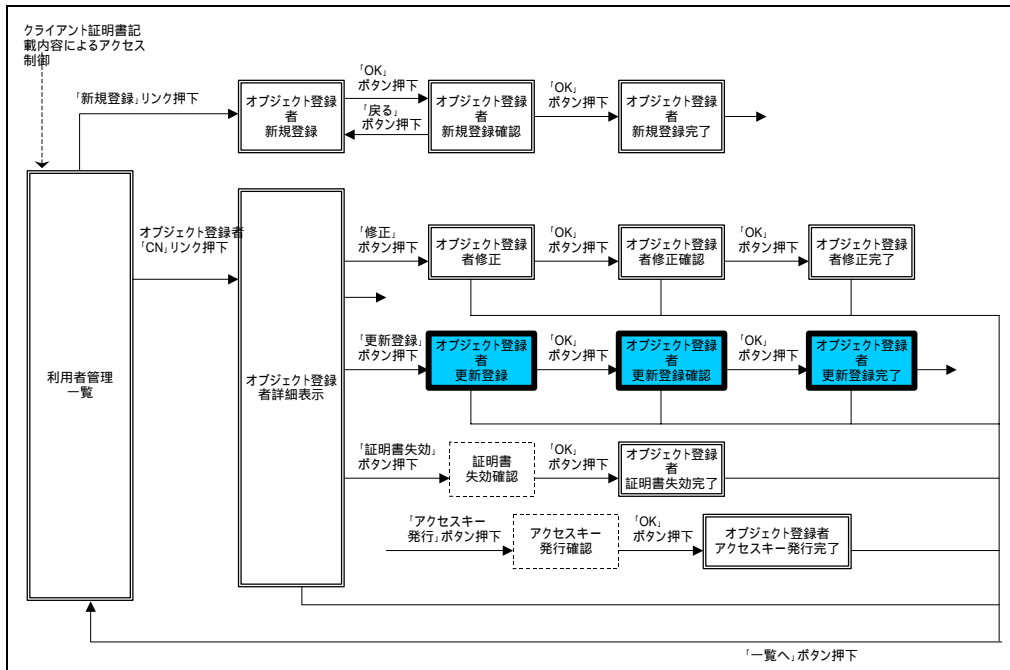 クライアント証明書記
載内容によるアクセス
制御
「新規登録」リンク押下
オブジェクト登録
者
新規登録
「OK」
ボタン押下
「戻る」
ボタン押下
オブジェクト登録
者
新規登録確認
「OK」
ボタン押下
オブジェクト登録
者
新規登録完了
利用者管理
一覧
オブジェクト登録者
「CN」リンク押下
オブジェクト登録
者詳細表示
「修正」
ボタン押下
オブジェクト登録
者修正
「OK」
ボタン押下
オブジェクト登録
者修正確認
「OK」
ボタン押下
オブジェクト登録
者修正完了
「更新登録」
ボタン押下
オブジェクト登録
者
更新登録
「OK」
ボタン押下
オブジェクト登録
者
更新登録確認
「OK」
ボタン押下
オブジェクト登録
者
更新登録完了
「証明書失効」
ボタン押下
証明書
失効確認
「OK」
ボタン押下
オブジェクト登録
者
証明書失効完了
「アクセスキー
発行」ボタン押下
アクセスキー
発行確認
「OK」
ボタン押下
オブジェクト登録者
アクセスキー発行完了
「一覧へ」ボタン押下